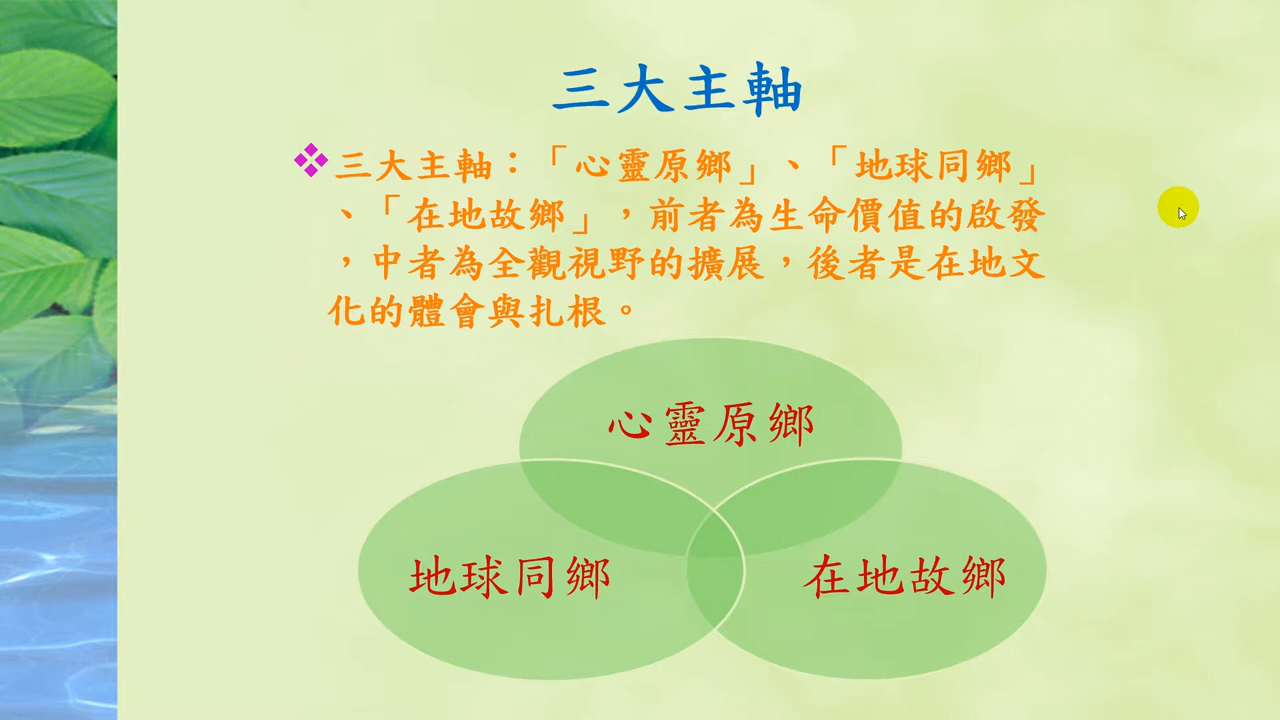 三大主軸
三大主軸：「心靈原鄉」、「地球同鄉」
、「在地故鄉」，前者為生命價值的啟發
，中者為全觀視野的擴展，後者是在地文
化的體會與扎根。
心靈原鄉
地球同鄉
在地故鄉